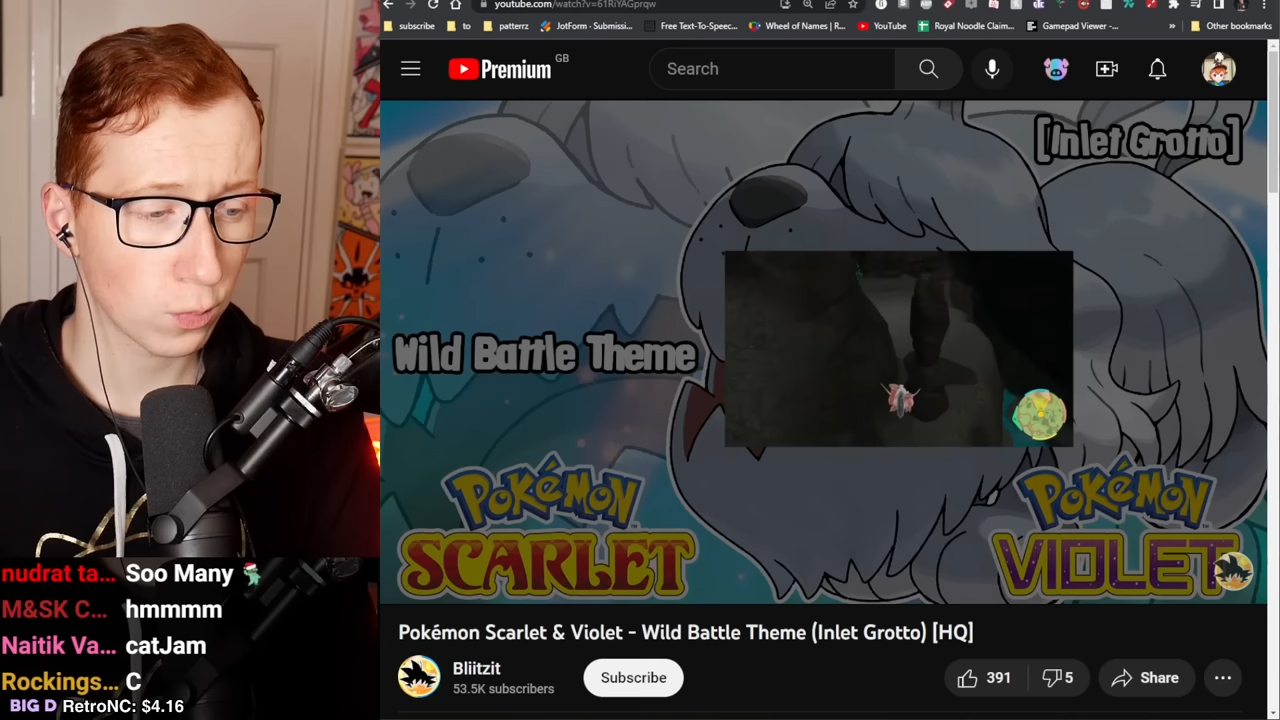 youtube.com/watch?v=61RiYAGprqw
subscribe
to
patterrz
JotForm - Submissi...
Free Text-To-Speec...
Wheel of Names | R...
YouTube
Royal Noodle Claim...
Gamepad Viewer -...
»
Other bookmarks
Premium GB
Search
[Inlet Grotto]
Wild Battle Theme
POKéMON
SCARLET
POKéMON
VIOLET
Pokémon Scarlet & Violet - Wild Battle Theme (Inlet Grotto) [HQ]
Bliitzit
53.5K subscribers
Subscribe
391
5
Share
nudrat ta... Soo Many
M&SK C... hmmmm
Naitik Va... catJam
Rockings... C
BIG D RetroNC: $4.16